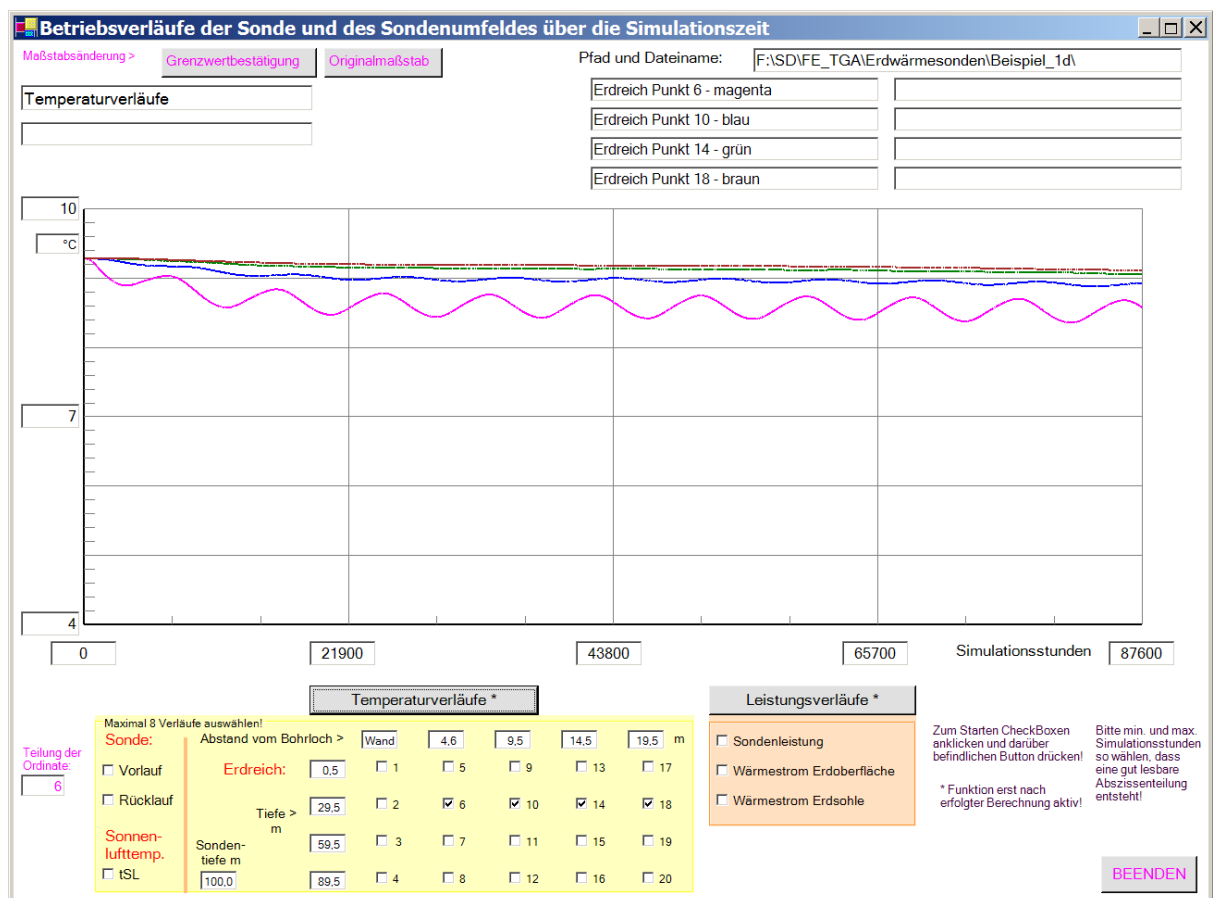 Betriebsverläufe der Sonde und des Sondenumfeldes über die Simulationszeit
Maßstabsänderung >
Grenzwertbestätigung
Originalmaßstab
Pfad und Dateiname:
F:\SD\FE_TGA\Erdwärmesonden\Beispiel_1d\
Temperaturverläufe
Erdreich Punkt 6 - magenta
Erdreich Punkt 10 - blau
Erdreich Punkt 14 - grün
Erdreich Punkt 18 - braun
10
°C
7
4
0
21900
43800
65700
Simulationsstunden
87600
Temperaturverläufe *
Leistungsverläufe *
Teilung der
Ordinate:
6
Maximal 8 Verläufe auswählen!
Sonde:
Vorlauf
Rücklauf
Sonnen-
lufttemp.
tSL
Abstand vom Bohrloch > Wand 4,6 9,5 14,5 19,5 m
Erdreich: 0,5 1 5 9 13 17
Tiefe >
m
29,5 2 6 10 14 18
Sonden-
tiefe m
59,5 3 7 11 15 19
100,0 89,5 4 8 12 16 20
Sondenleistung
Wärmestrom Erdoberfläche
Wärmestrom Erdsohle
Zum Starten CheckBoxen
anklicken und darüber
befindlichen Button drücken!
* Funktion erst nach
erfolgter Berechnung aktiv!
Bitte min. und max.
Simulationsstunden
so wählen, dass
eine gut lesbare
Abszissenteilung
entsteht!
BEENDEN